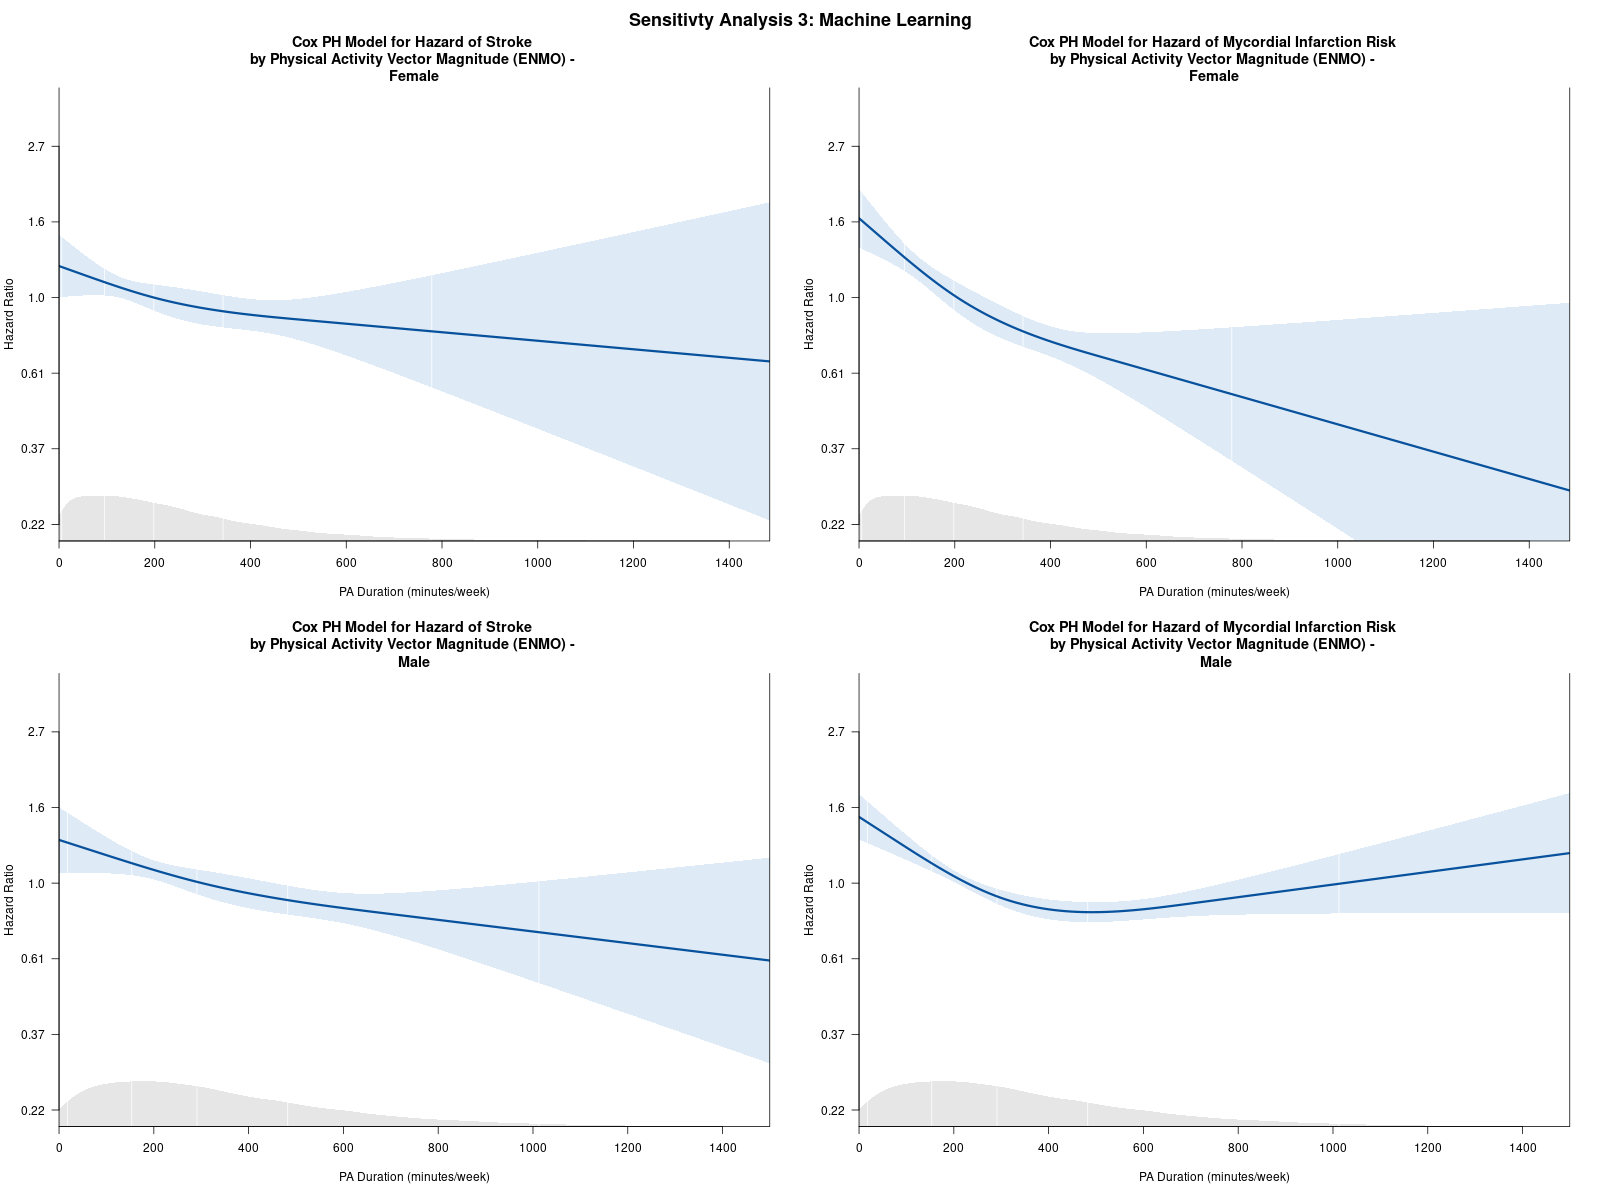 Sensitivty Analysis 3: Machine Learning
Cox PH Model for Hazard of Stroke
by Physical Activity Vector Magnitude (ENMO) -
Female
Hazard Ratio
2.7
1.6
1.0
0.61
0.37
0.22
0 200 400 600 800 1000 1200 1400
PA Duration (minutes/week)
Cox PH Model for Hazard of Mycordial Infarction Risk
by Physical Activity Vector Magnitude (ENMO) -
Female
Hazard Ratio
2.7
1.6
1.0
0.61
0.37
0.22
0 200 400 600 800 1000 1200 1400
PA Duration (minutes/week)
Cox PH Model for Hazard of Stroke
by Physical Activity Vector Magnitude (ENMO) -
Male
Hazard Ratio
2.7
1.6
1.0
0.61
0.37
0.22
0 200 400 600 800 1000 1200 1400
PA Duration (minutes/week)
Cox PH Model for Hazard of Mycordial Infarction Risk
by Physical Activity Vector Magnitude (ENMO) -
Male
Hazard Ratio
2.7
1.6
1.0
0.61
0.37
0.22
0 200 400 600 800 1000 1200 1400
PA Duration (minutes/week)